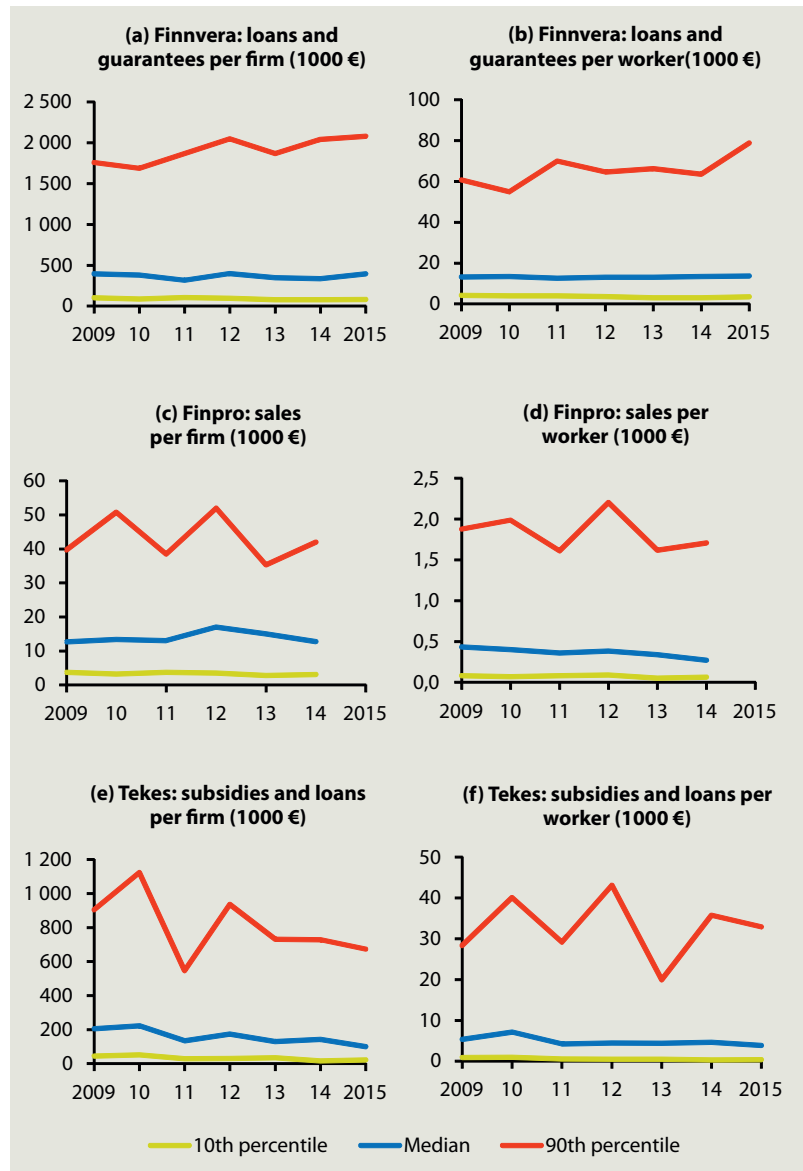 (a) Finnvera: loans and
guarantees per firm (1000 €)
2 500
2 000
1 500
1 000
500
0
2009 10 11 12 13 14 2015
(b) Finnvera: loans and
guarantees per worker(1000 €)
100
80
60
40
20
0
2009 10 11 12 13 14 2015
(c) Finpro: sales
per firm (1000 €)
60
50
40
30
20
10
0
2009 10 11 12 13 14 2015
(d) Finpro: sales per
worker (1000 €)
2,5
2,0
1,5
1,0
0,5
0,0
2009 10 11 12 13 14 2015
(e) Tekes: subsidies and loans
per firm (1000 €)
1 200
1 000
800
600
400
200
0
2009 10 11 12 13 14 2015
(f) Tekes: subsidies and loans per
worker (1000 €)
50
40
30
20
10
0
2009 10 11 12 13 14 2015
10th percentile Median 90th percentile